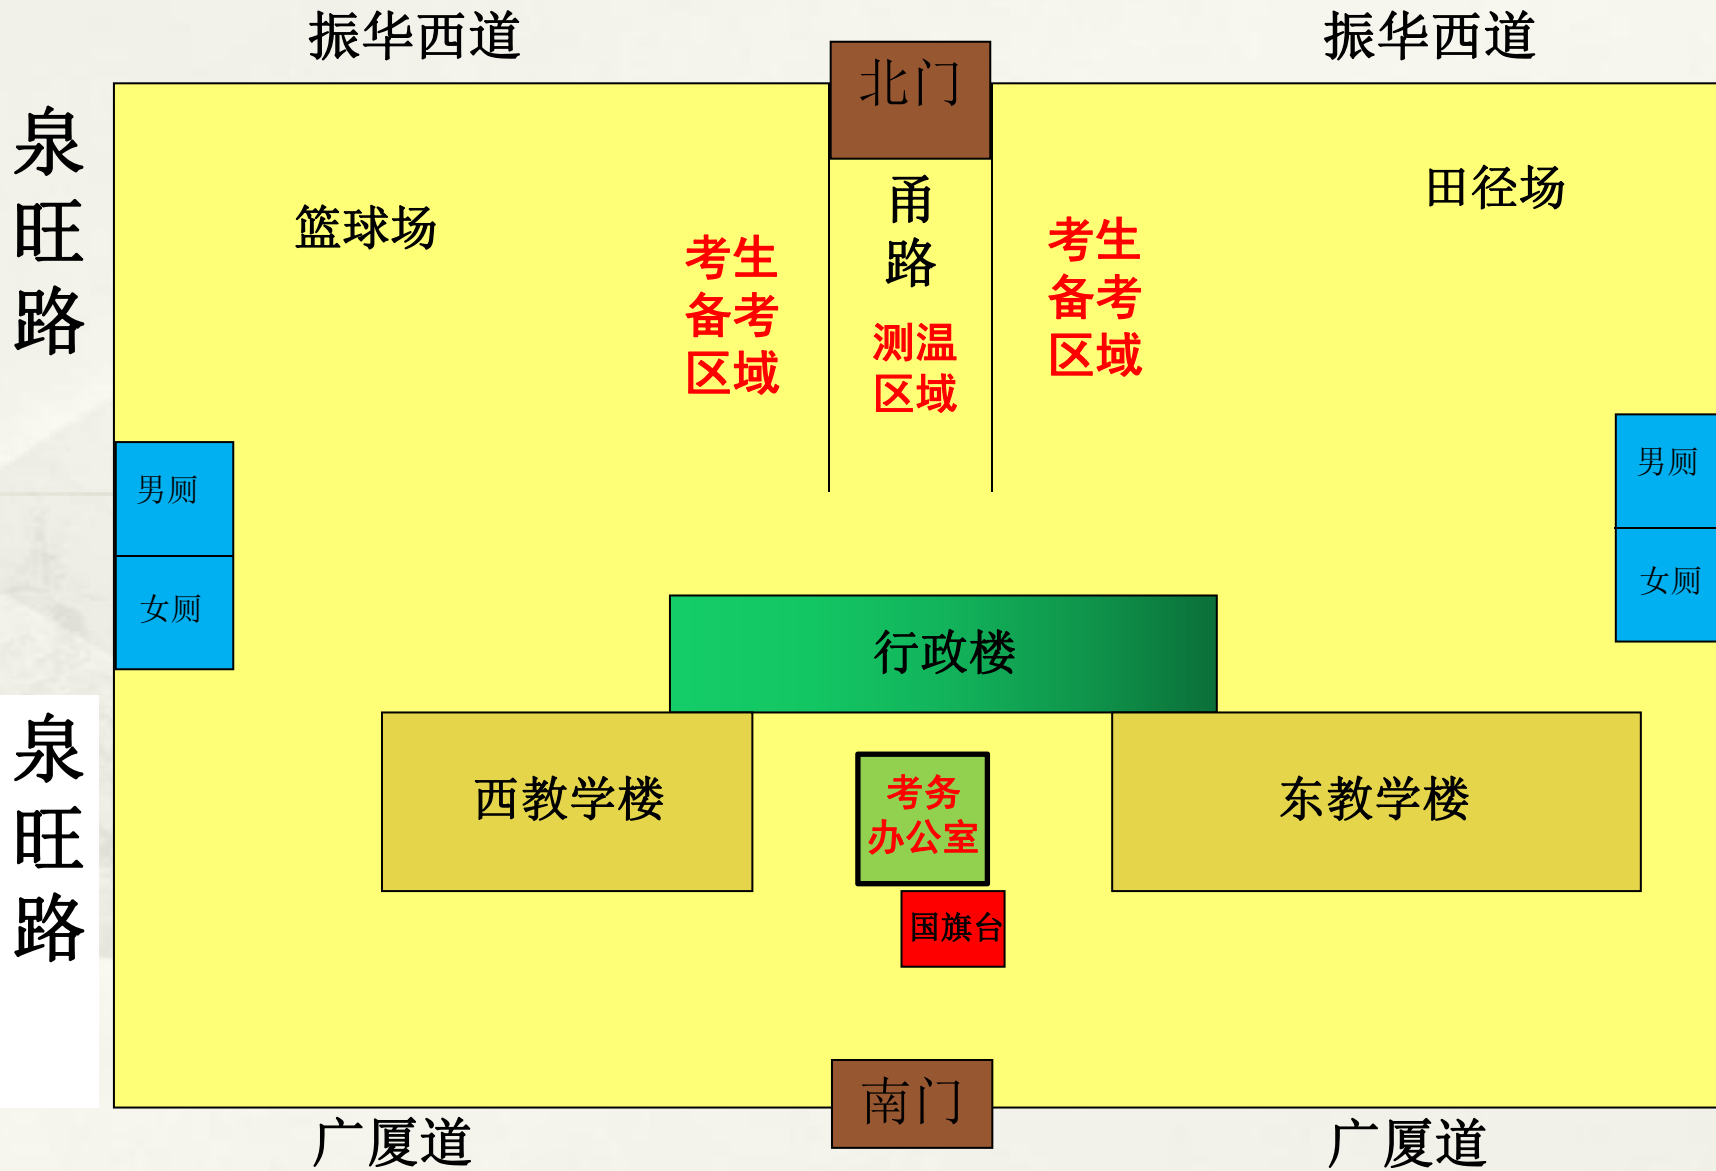 振华西道
振华西道
北门
泉
旺
路
甬
路
田径场
篮球场
考生
备考
区域
考生
备考
区域
测温
区域
男厕
女厕
男厕
女厕
行政楼
泉
旺
路
西教学楼
考务
办公室
东教学楼
国旗台
南门
广厦道
广厦道